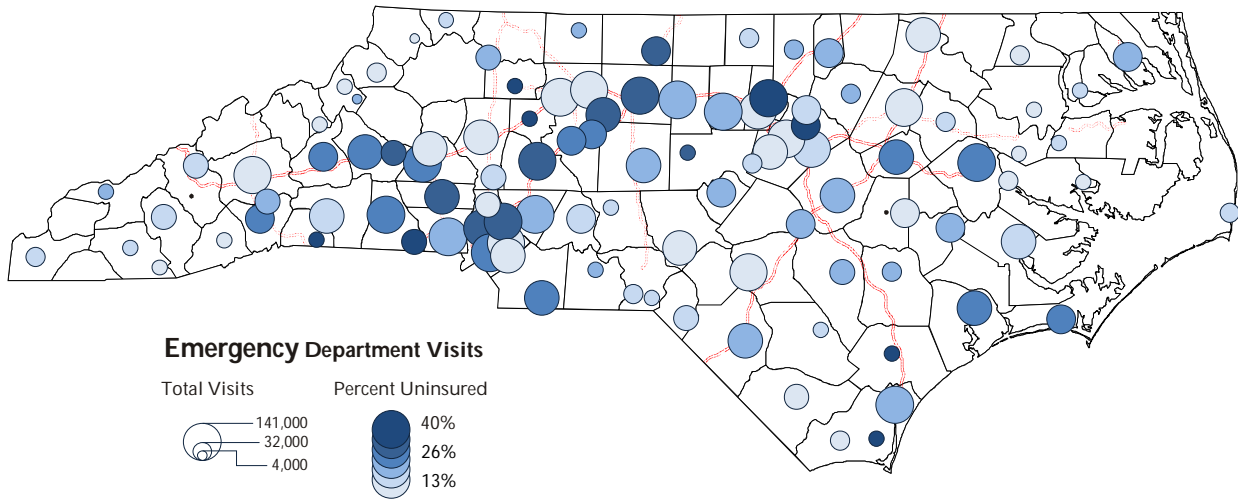 Emergency Department Visits
Total Visits
Percent Uninsured
141,000
32,000
4,000
40%
26%
13%